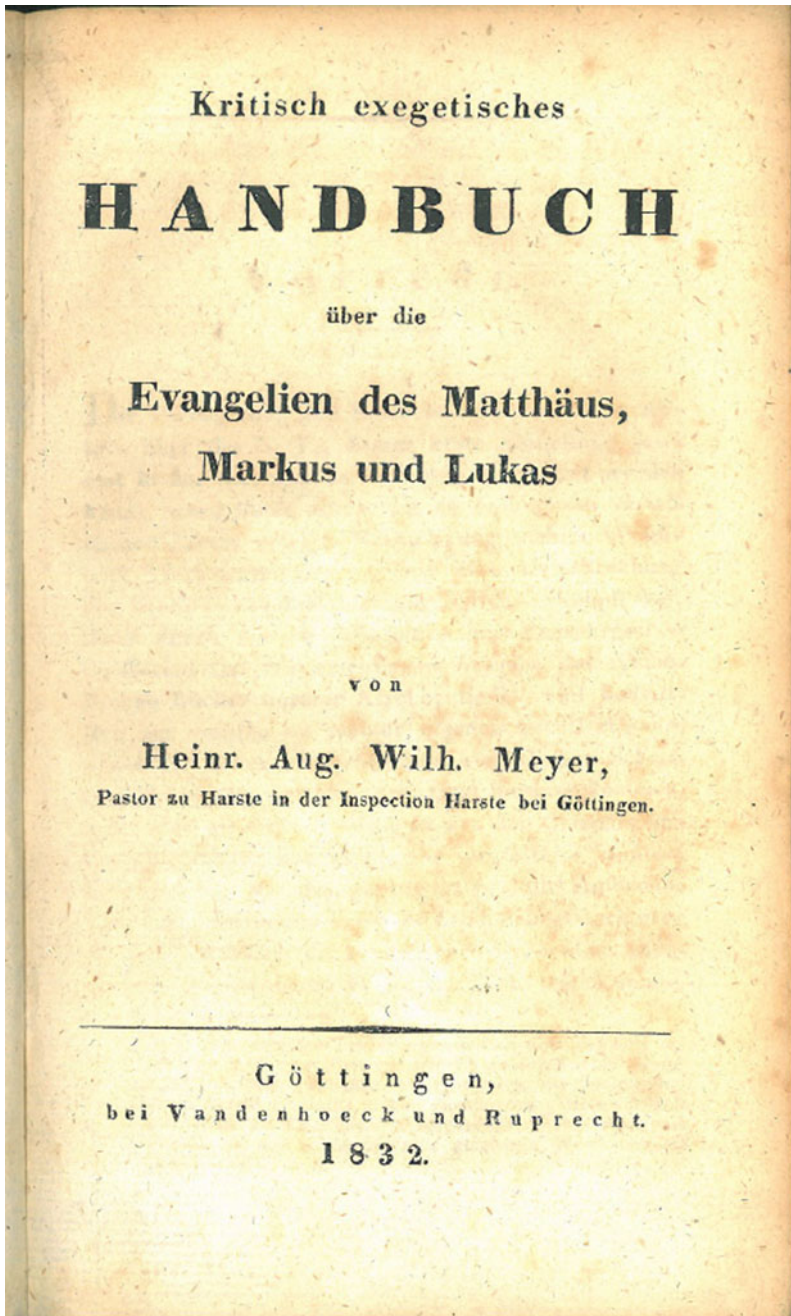 Kritisch exegetisches
HANDBUCH
über die
Evangelien des Matthäus,
Markus und Lukas
von
Heinr. Aug. Wilh. Meyer,
Pastor zu Harste in der Inspection Harste bei Göttingen.
Göttingen,
bei Vandenhoeck und Ruprecht.
1832.